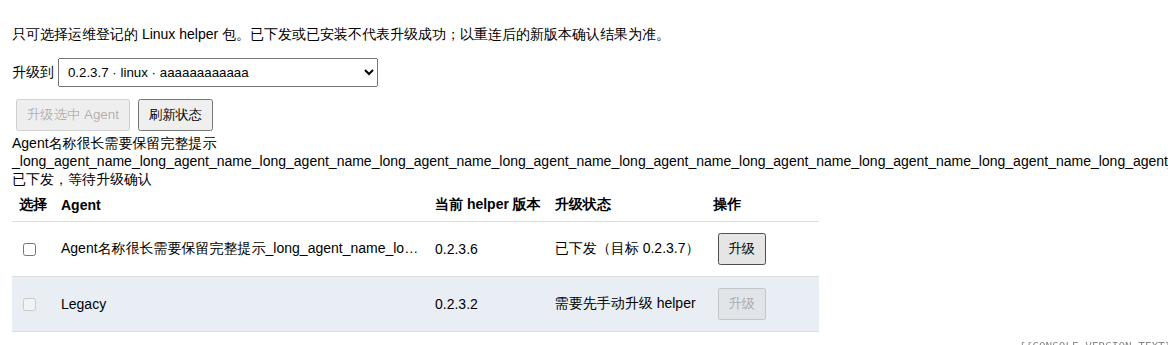 只可选择运维登记的 Linux helper 包。已下发或已安装不代表升级成功；以重连后的新版本确认结果为准。
升级到 0.2.3.7 · linux · aaaaaaaaaaaa
升级选中 Agent 刷新状态
Agent名称很长需要保留完整提示
_long_agent_name_long_agent_name_long_agent_name_long_agent_name_long_agent_name_long_agent_name_long_agent_name_long_agent_name_long_agent_name_long_agent
已下发，等待升级确认
选择 Agent 当前 helper 版本 升级状态 操作
Agent名称很长需要保留完整提示_long_agent_name_lo… 0.2.3.6 已下发（目标 0.2.3.7） 升级
Legacy 0.2.3.2 需要先手动升级 helper 升级